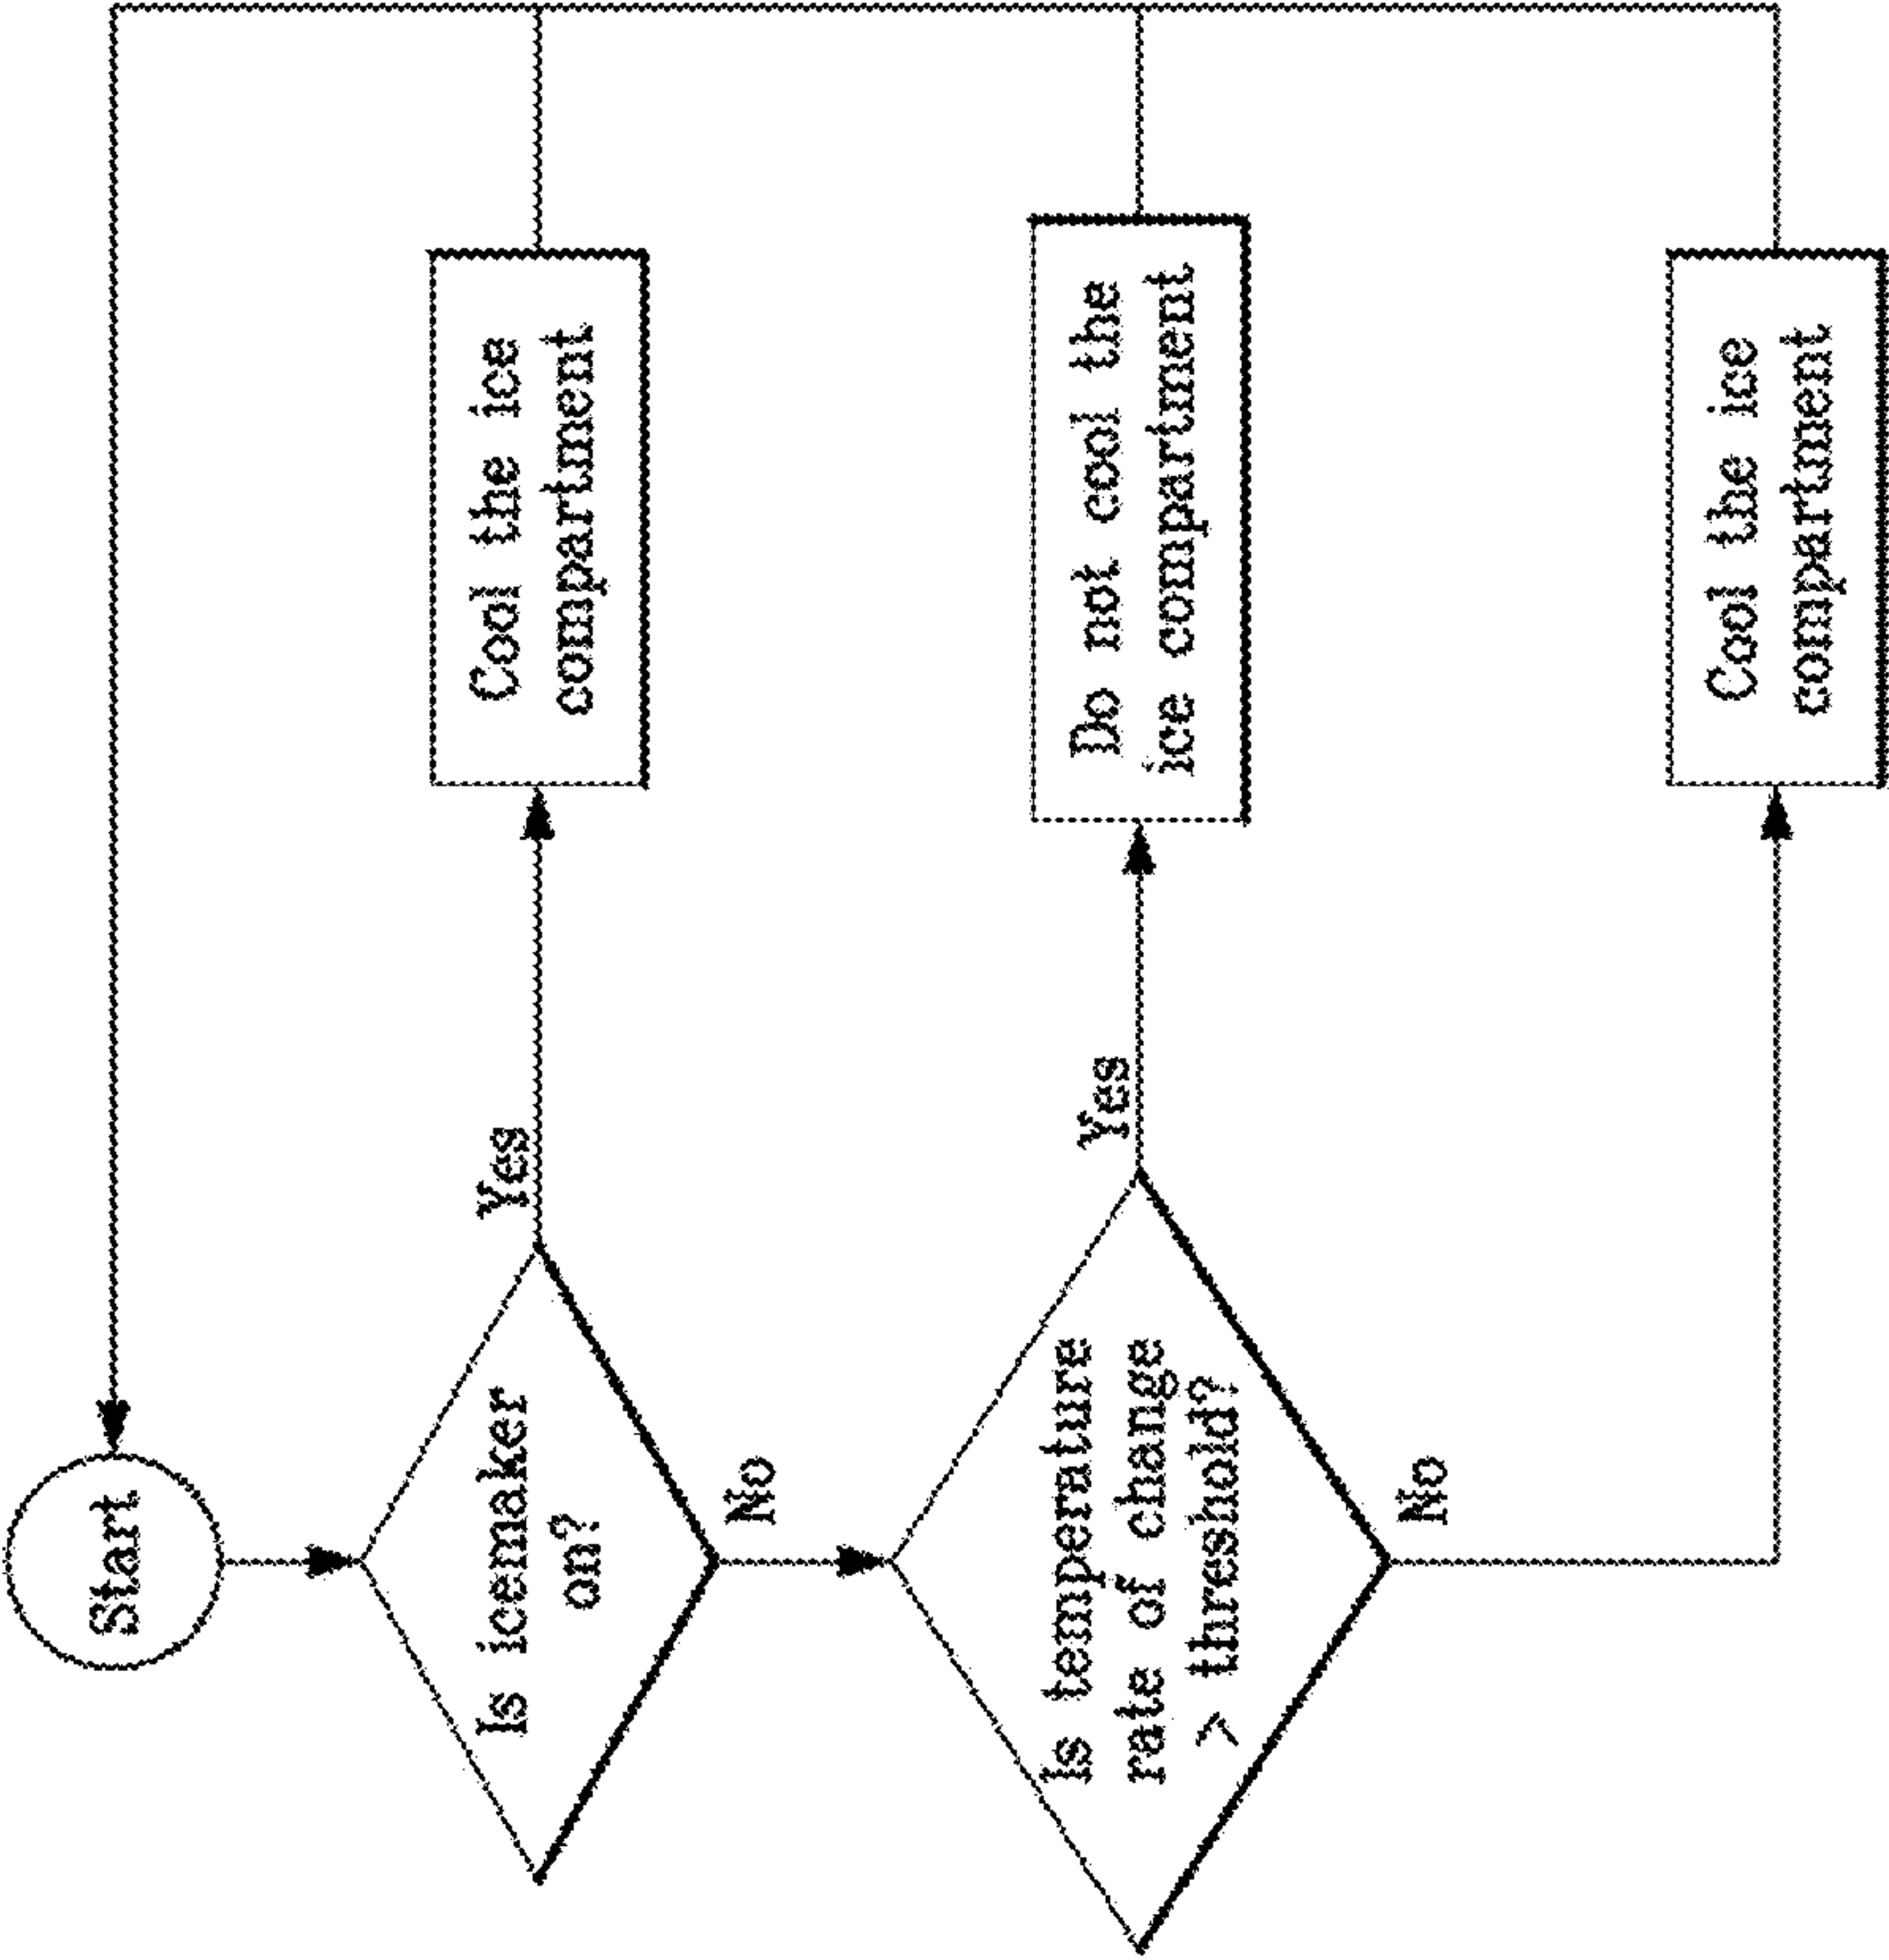 Start
Is icemaker
on?
Yes
Cool the ice
compartment
No
Is temperature
rate of change
> threshold?
Yes
Do not cool the
ice compartment
No
Cool the ice
compartment